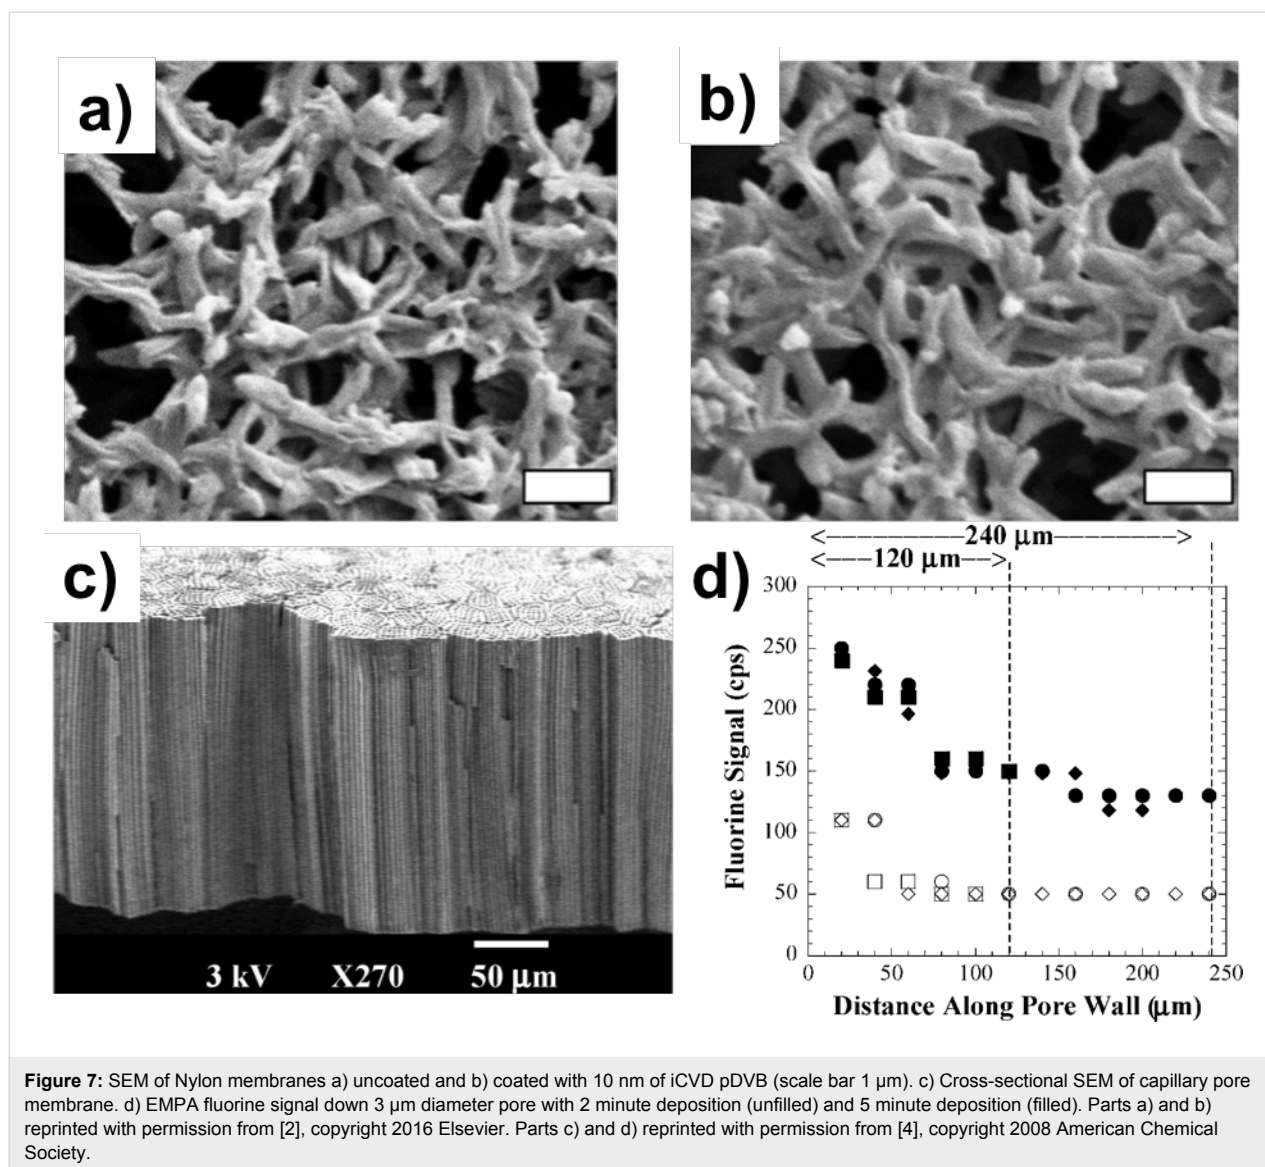 a)
b)
c)
3 kV X270 50 μm
d)
<----------240 μm---------->
<---120 μm-->
300
250
200
150
100
50
0
Fluorine Signal (cps)
0 50 100 150 200 250
Distance Along Pore Wall (μm)
Figure 7: SEM of Nylon membranes a) uncoated and b) coated with 10 nm of iCVD pDVB (scale bar 1 µm). c) Cross-sectional SEM of capillary pore
membrane. d) EMPA fluorine signal down 3 µm diameter pore with 2 minute deposition (unfilled) and 5 minute deposition (filled). Parts a) and b)
reprinted with permission from [2], copyright 2016 Elsevier. Parts c) and d) reprinted with permission from [4], copyright 2008 American Chemical
Society.